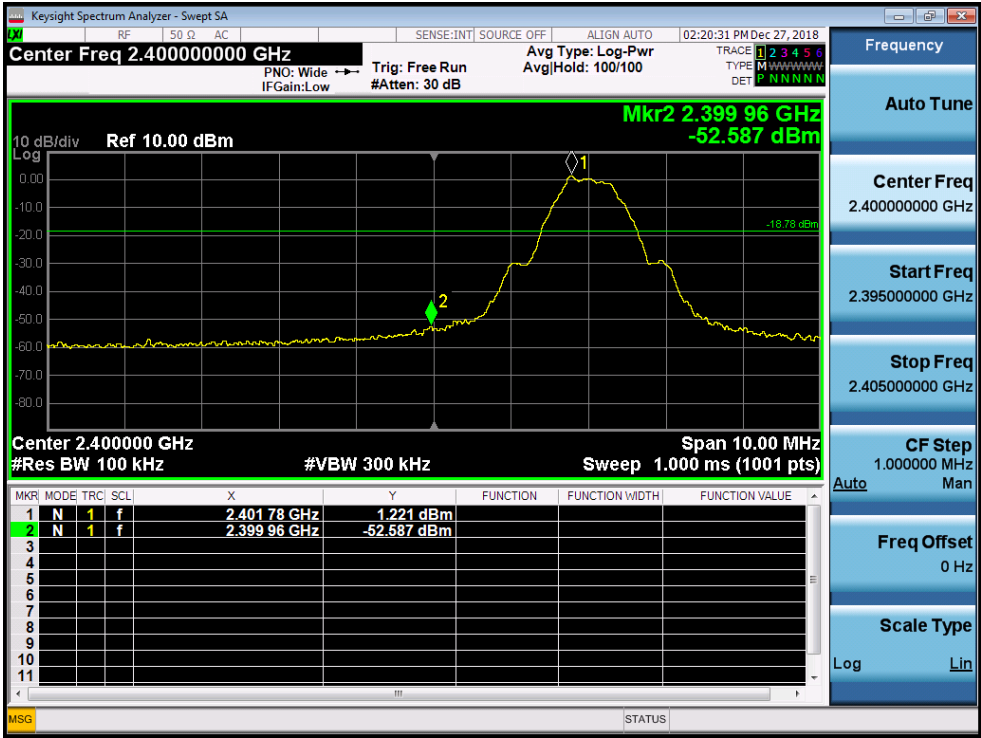 Keysight Spectrum Analyzer - Swept SA
LXI RF 50 Ω AC SENSE:INT SOURCE OFF ALIGN AUTO 02:20:31 PM Dec 27, 2018
Center Freq 2.400000000 GHz
PNO: Wide
IFGain:Low
Trig: Free Run
#Atten: 30 dB
Avg Type: Log-Pwr
Avg|Hold: 100/100
TRACE 1 2 3 4 5 6
TYPE M W W W W W
DET P N N N N N
Mkr2 2.399 96 GHz
-52.587 dBm
10 dB/div
Log
Ref 10.00 dBm
0.00
-10.0
-20.0
-30.0
-40.0
-50.0
-60.0
-70.0
-80.0
1
-18.78 dBm
2
Center 2.400000 GHz Span 10.00 MHz
#Res BW 100 kHz #VBW 300 kHz Sweep 1.000 ms (1001 pts)
MKR MODE TRC SCL X Y FUNCTION FUNCTION WIDTH FUNCTION VALUE
1 N 1 f 2.401 78 GHz 1.221 dBm
2 N 1 f 2.399 96 GHz -52.587 dBm
3
4
5
6
7
8
9
10
11
MSG STATUS
Frequency
Auto Tune
Center Freq
2.400000000 GHz
Start Freq
2.395000000 GHz
Stop Freq
2.405000000 GHz
CF Step
1.000000 MHz
Auto Man
Freq Offset
0 Hz
Scale Type
Log Lin